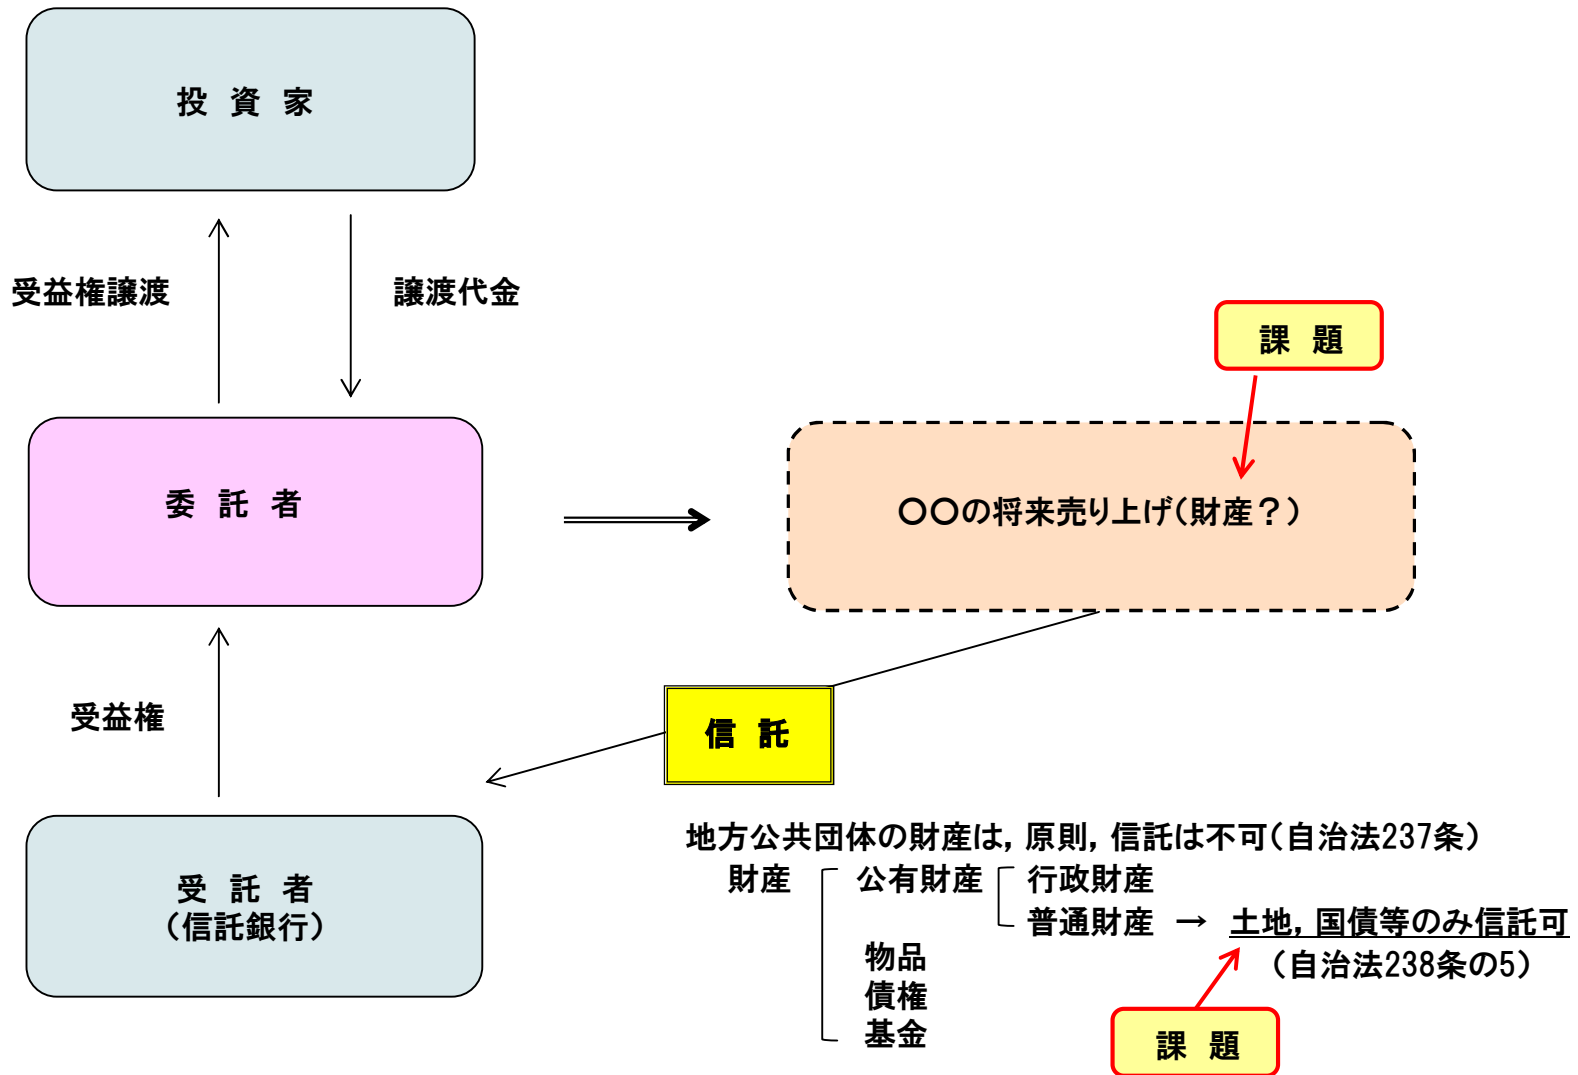 投 資 家
受益権譲渡
譲渡代金
課 題
委 託 者
〇〇の将来売り上げ（財産？）
受益権
信 託
受 託 者
（信託銀行）
地方公共団体の財産は，原則，信託は不可（自治法237条）
財産 公有財産 行政財産
普通財産 → 土地，国債等のみ信託可
（自治法238条の5）
物品
債権
基金
課 題